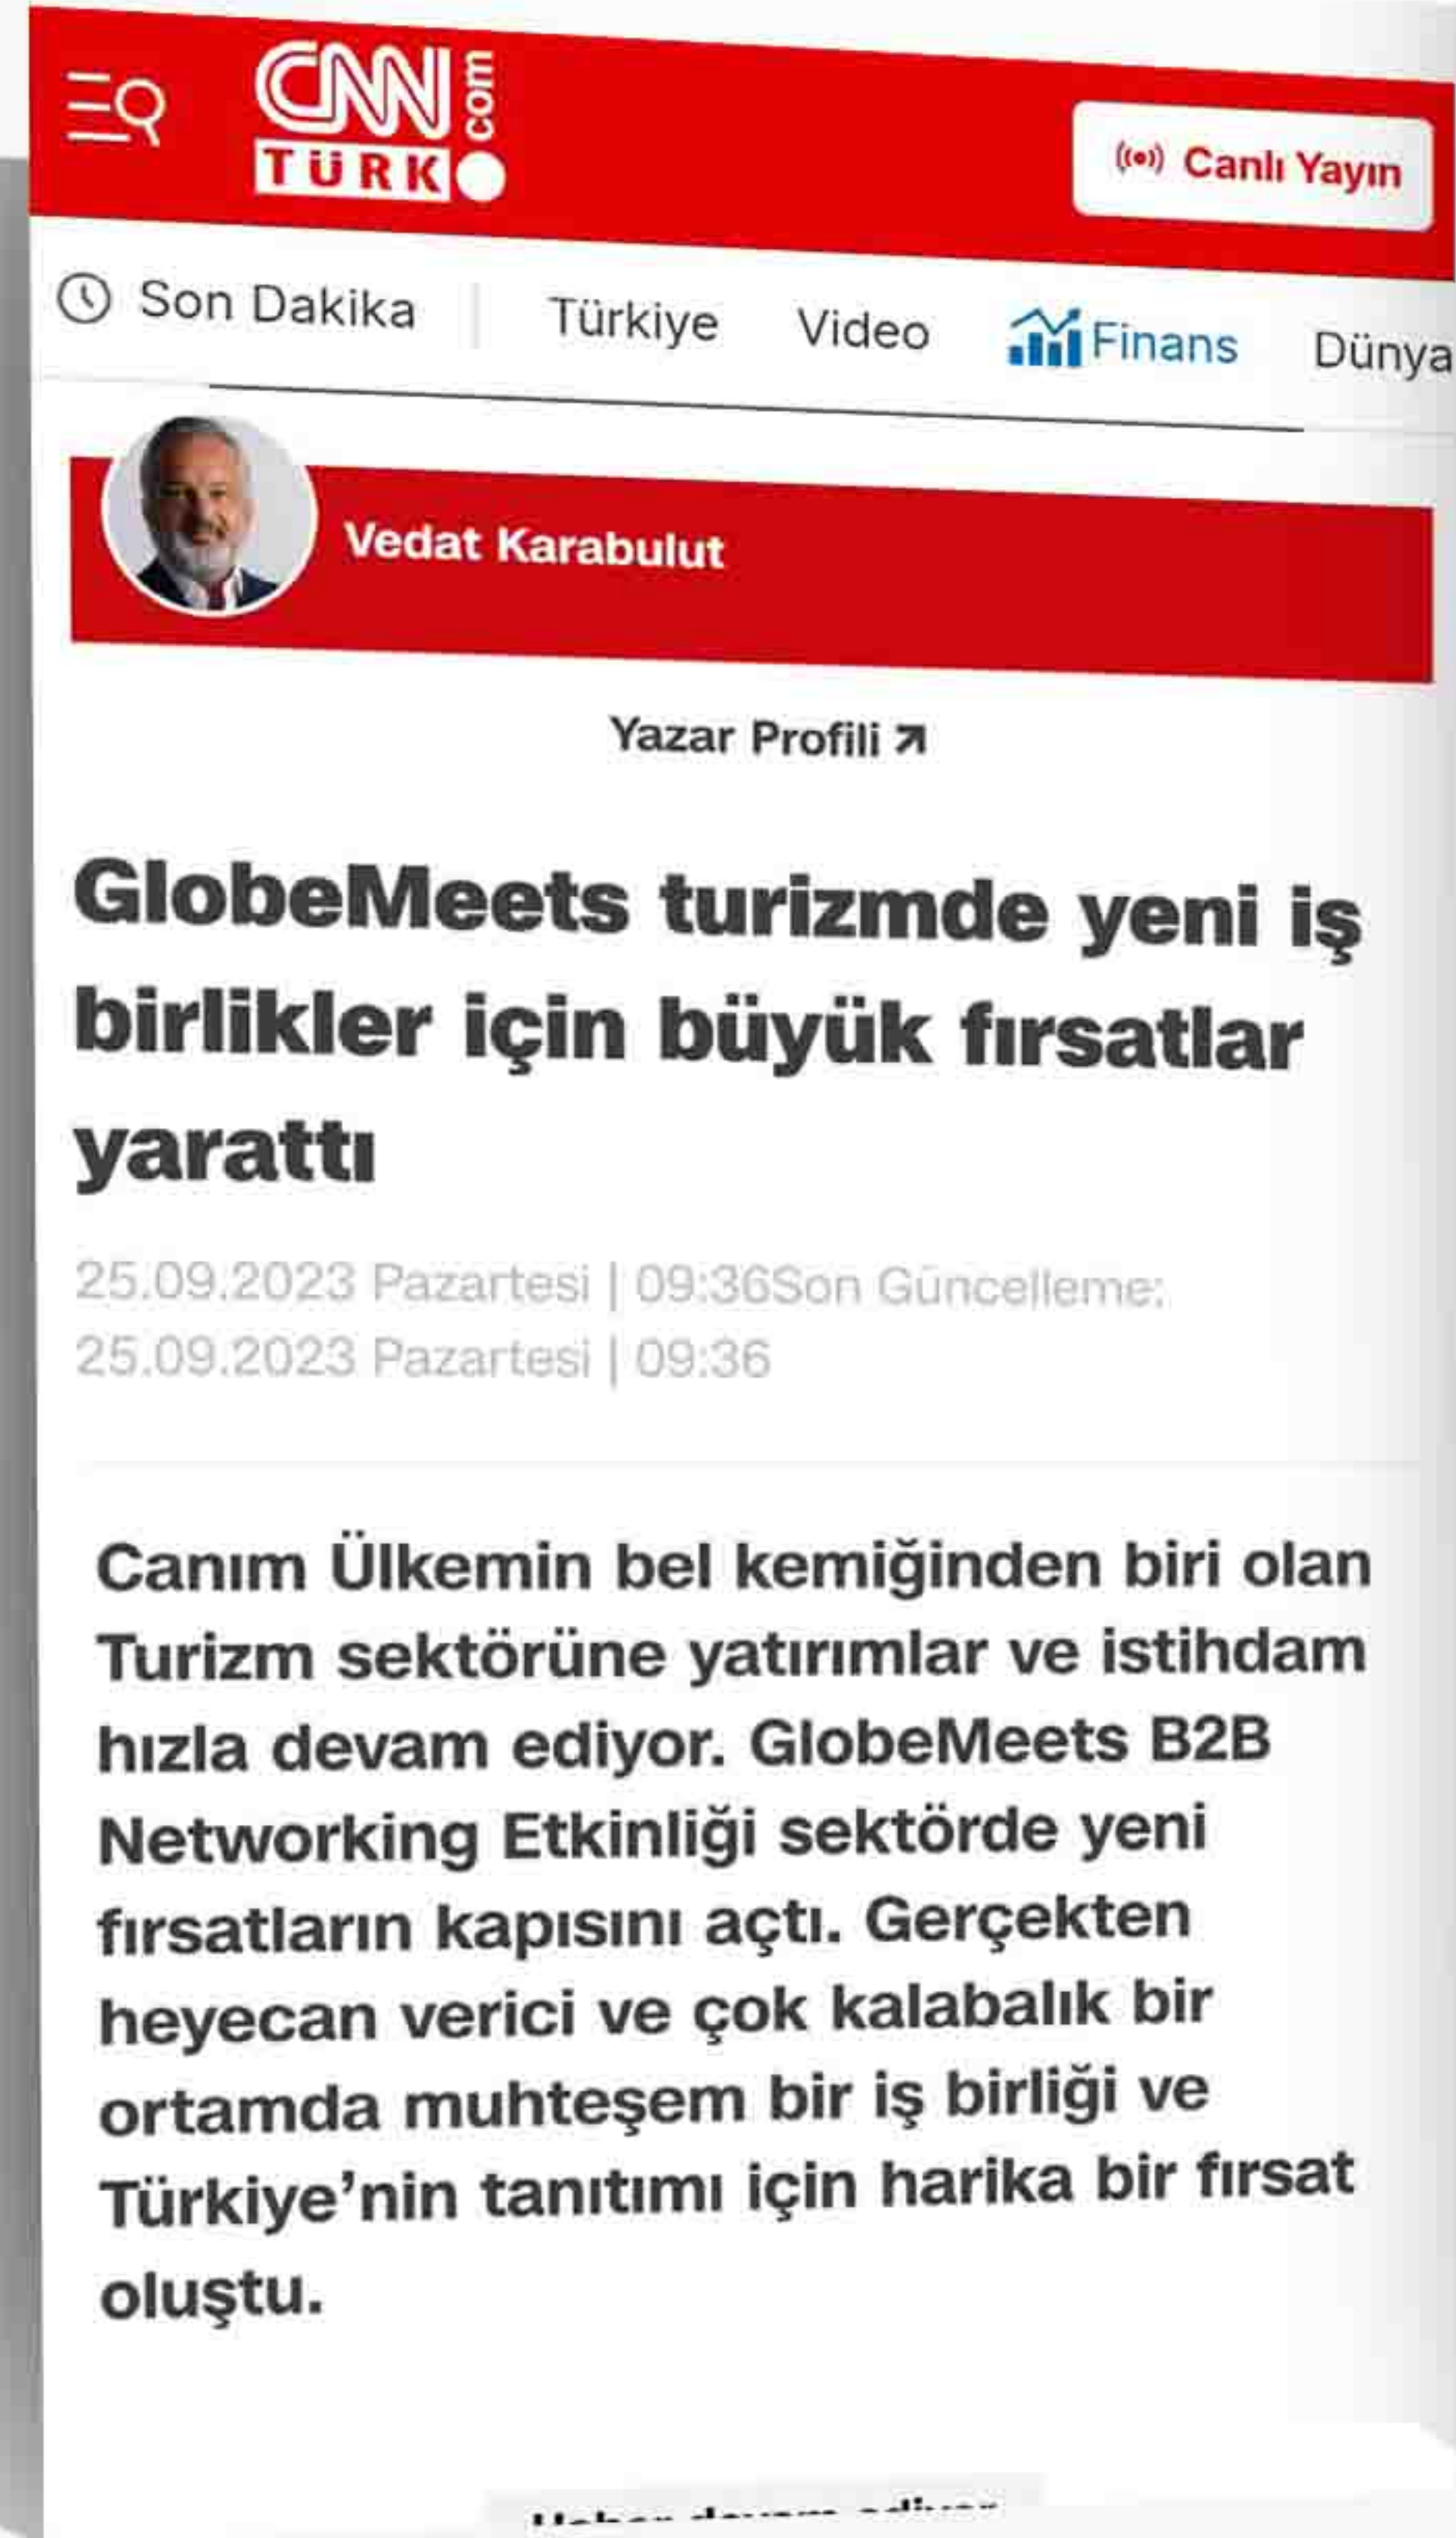 CNN
TÜRK
com
Canlı Yayın
Son Dakika
Türkiye
Video
Finans
Dünya
Vedat Karabulut
Yazar Profili
GlobeMeets turizmde yeni iş
birlikler için büyük fırsatlar
yarattı
25.09.2023 Pazartesi | 09:36Son Güncelleme:
25.09.2023 Pazartesi | 09:36
Canım Ülkemin bel kemiğinden biri olan
Turizm sektörüne yatırımlar ve istihdam
hızla devam ediyor. GlobeMeets B2B
Networking Etkinliği sektörde yeni
fırsatların kapısını açtı. Gerçekten
heyecan verici ve çok kalabalık bir
ortamda muhteşem bir iş birliği ve
Türkiye’nin tanıtımı için harika bir fırsat
oluştu.
Haber devam ediyor